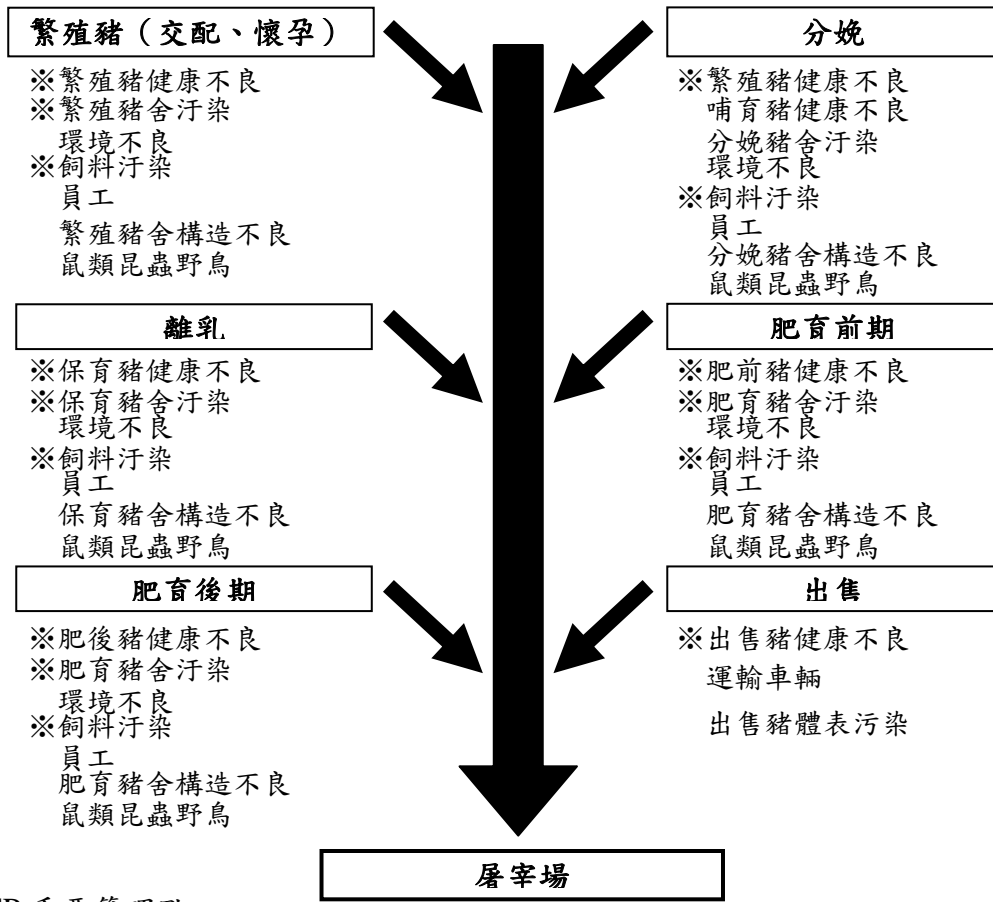 繁殖豬（交配、懷孕）
※繁殖豬健康不良
※繁殖豬舍汙染
環境不良
※飼料汙染
員工
繁殖豬舍構造不良
鼠類昆蟲野鳥
分娩
※繁殖豬健康不良
哺育豬健康不良
分娩豬舍汙染
環境不良
※飼料汙染
員工
分娩豬舍構造不良
鼠類昆蟲野鳥
離乳
※保育豬健康不良
※保育豬舍汙染
環境不良
※飼料汙染
員工
保育豬舍構造不良
鼠類昆蟲野鳥
肥育前期
※肥前豬健康不良
※肥育豬舍汙染
環境不良
※飼料汙染
員工
肥育豬舍構造不良
鼠類昆蟲野鳥
肥育後期
※肥後豬健康不良
※肥育豬舍汙染
環境不良
※飼料汙染
員工
肥育豬舍構造不良
鼠類昆蟲野鳥
出售
※出售豬健康不良
運輸車輛
出售豬體表污染
屠宰場